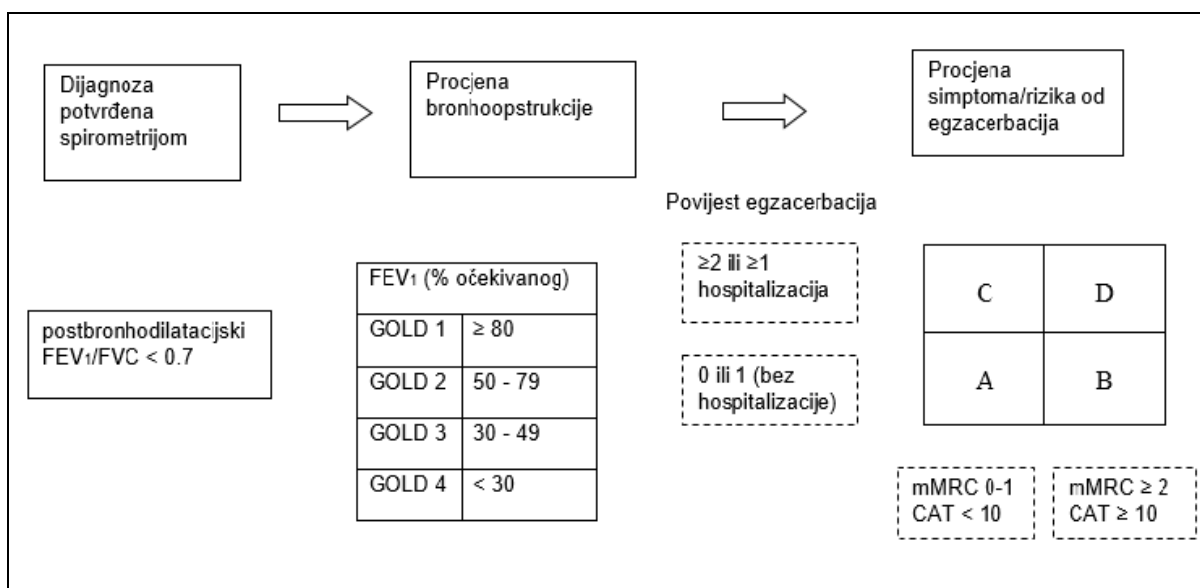 Dijagnoza
potvrđena
spirometrijom
Procjena
bronhoopstrukcije
Procjena
simptoma/rizika od
egzacerbacija
postbronhodilatacijski
FEV1/FVC < 0.7
FEV1 (% očekivanog)
GOLD 1 ≥ 80
GOLD 2 50 - 79
GOLD 3 30 - 49
GOLD 4 < 30
Povijest egzacerbacija
≥2 ili ≥1
hospitalizacija
0 ili 1 (bez
hospitalizacije)
C D
A B
mMRC 0-1
CAT < 10
mMRC ≥ 2
CAT ≥ 10